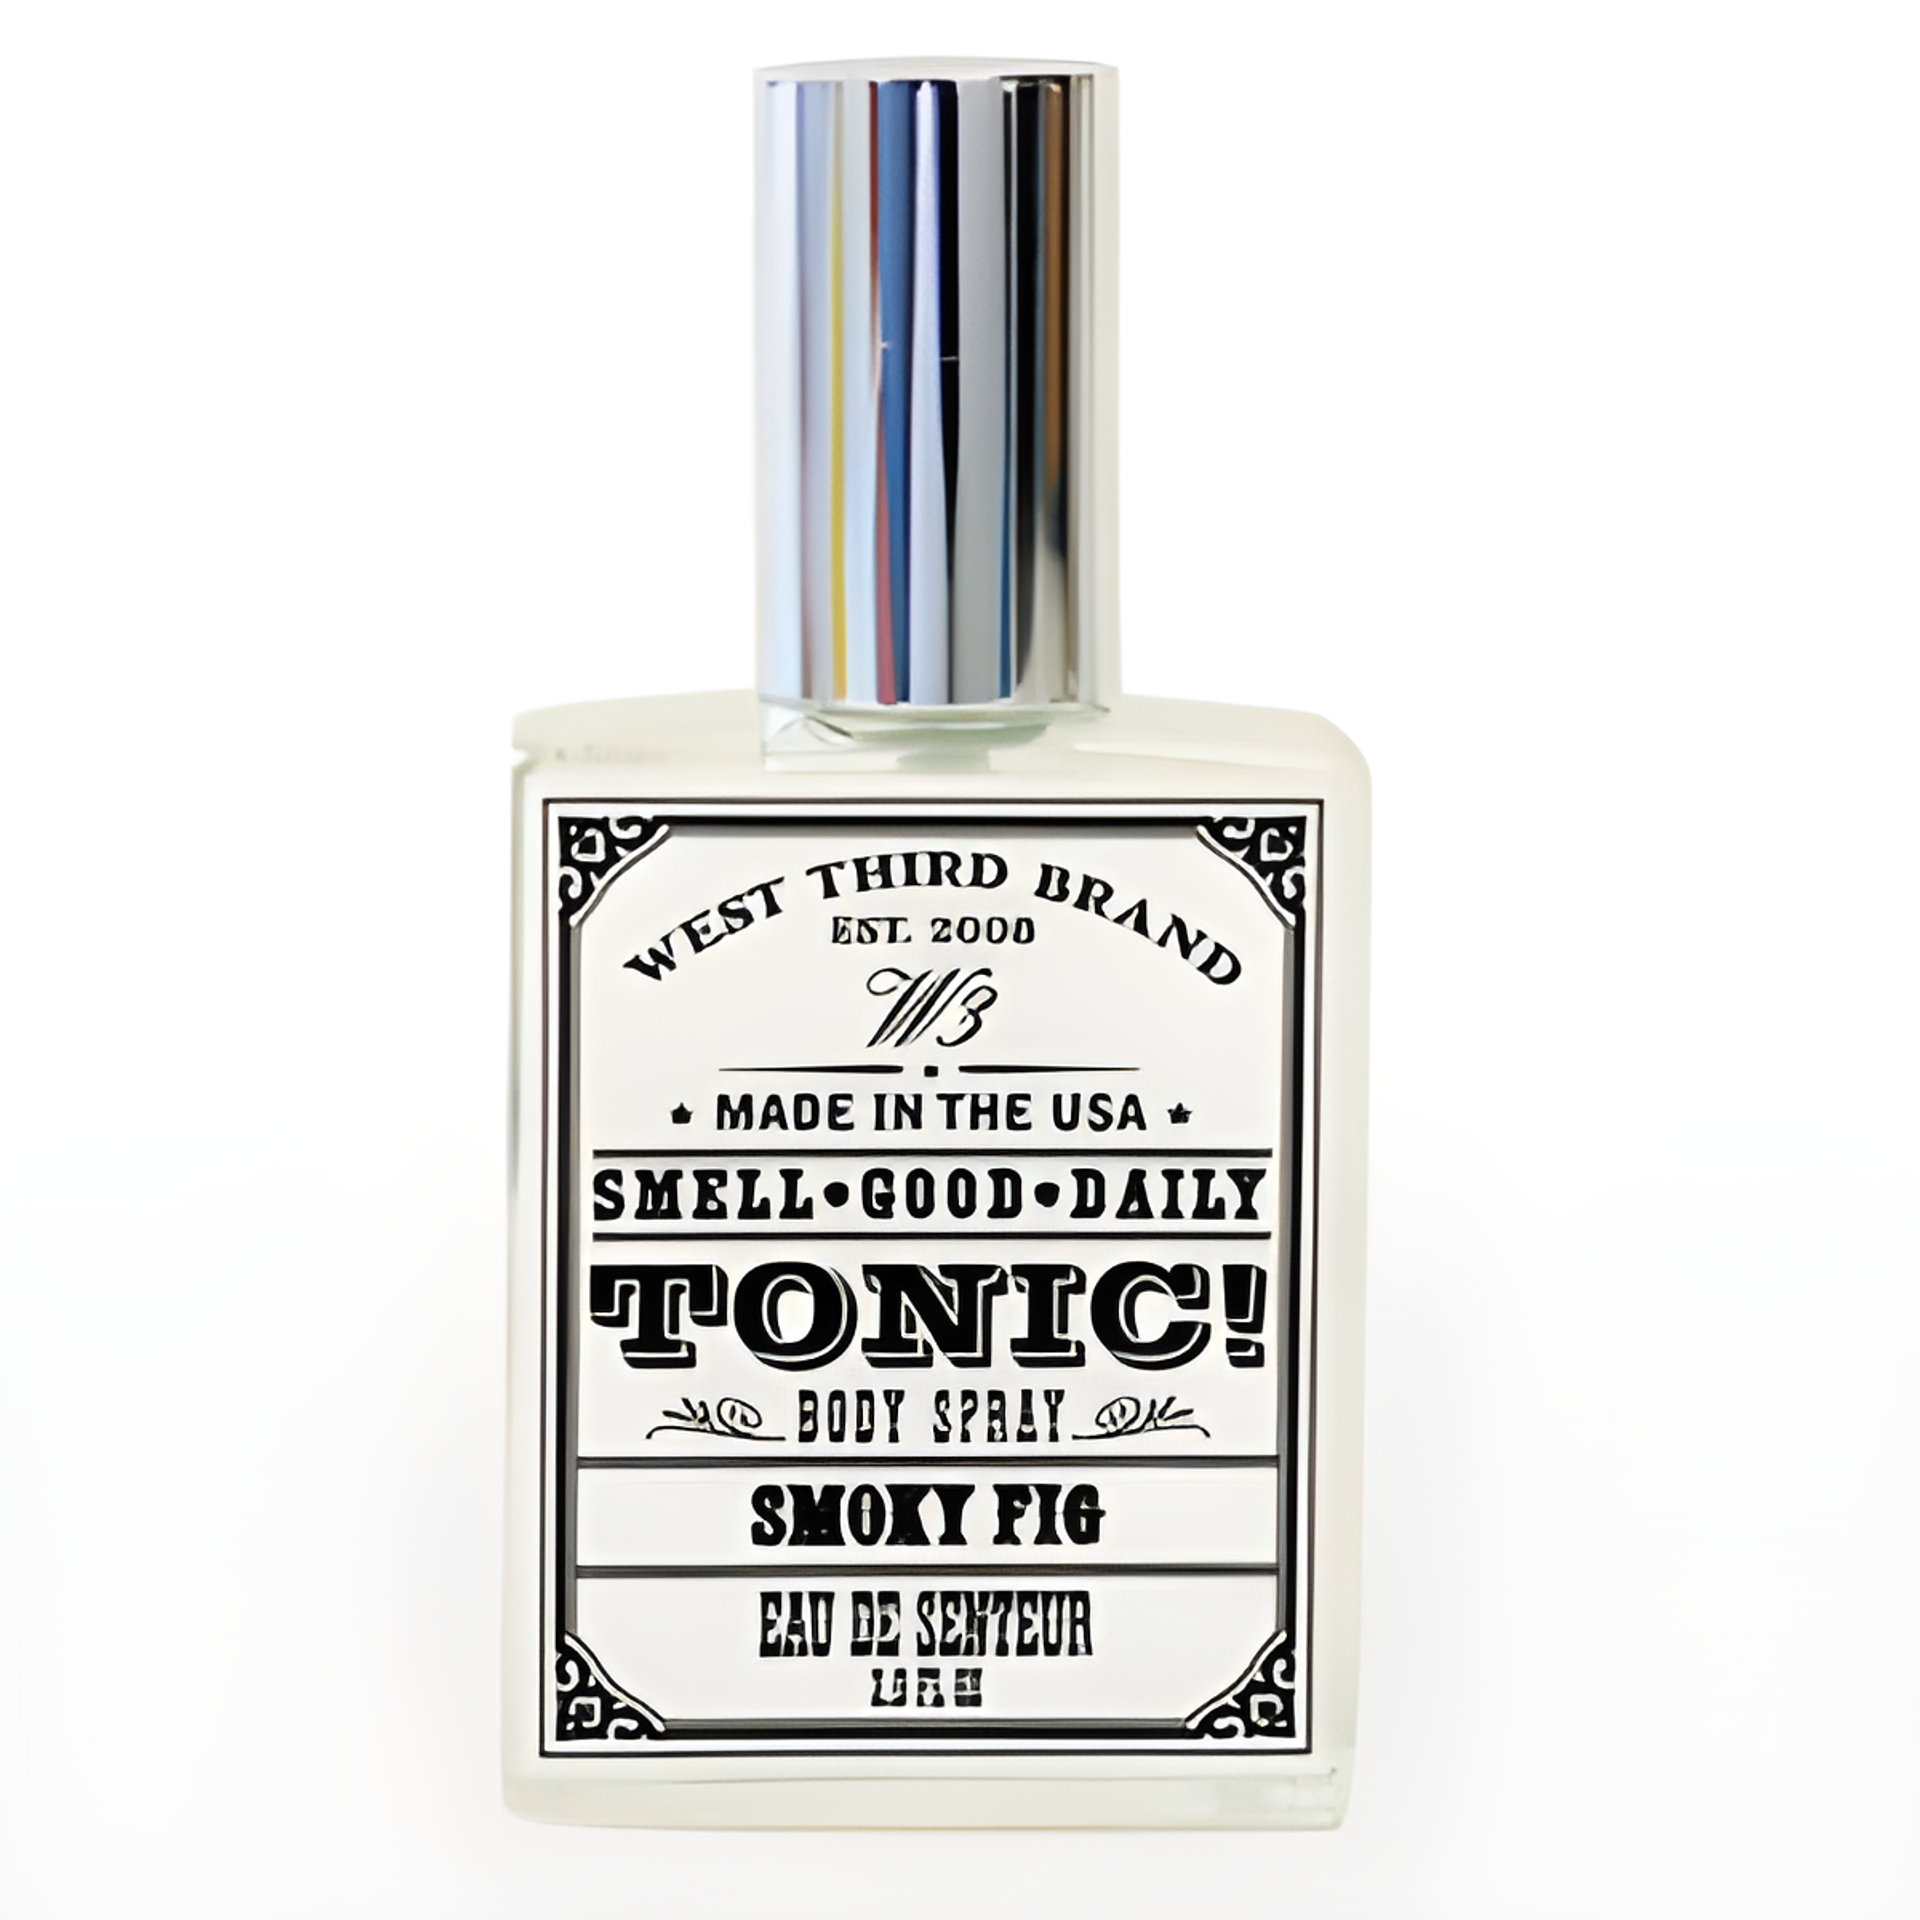 WEST THIRD BRAND
EST. 2000
W3
MADE IN THE USA
SMELL•GOOD•DAILY
TONIC!
BODY SPRAY
SMOKY FIG
EAU DE SENTEUR